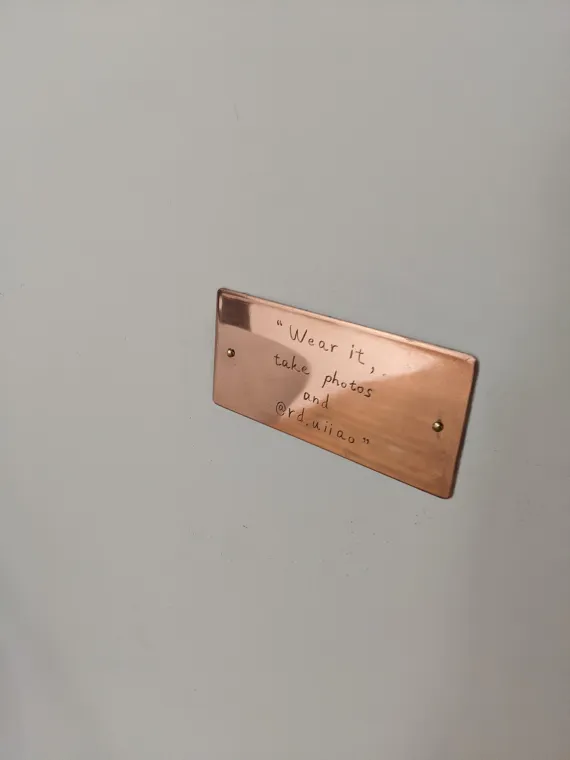 “Wear it,
take photos
and
@rd.uiiao”